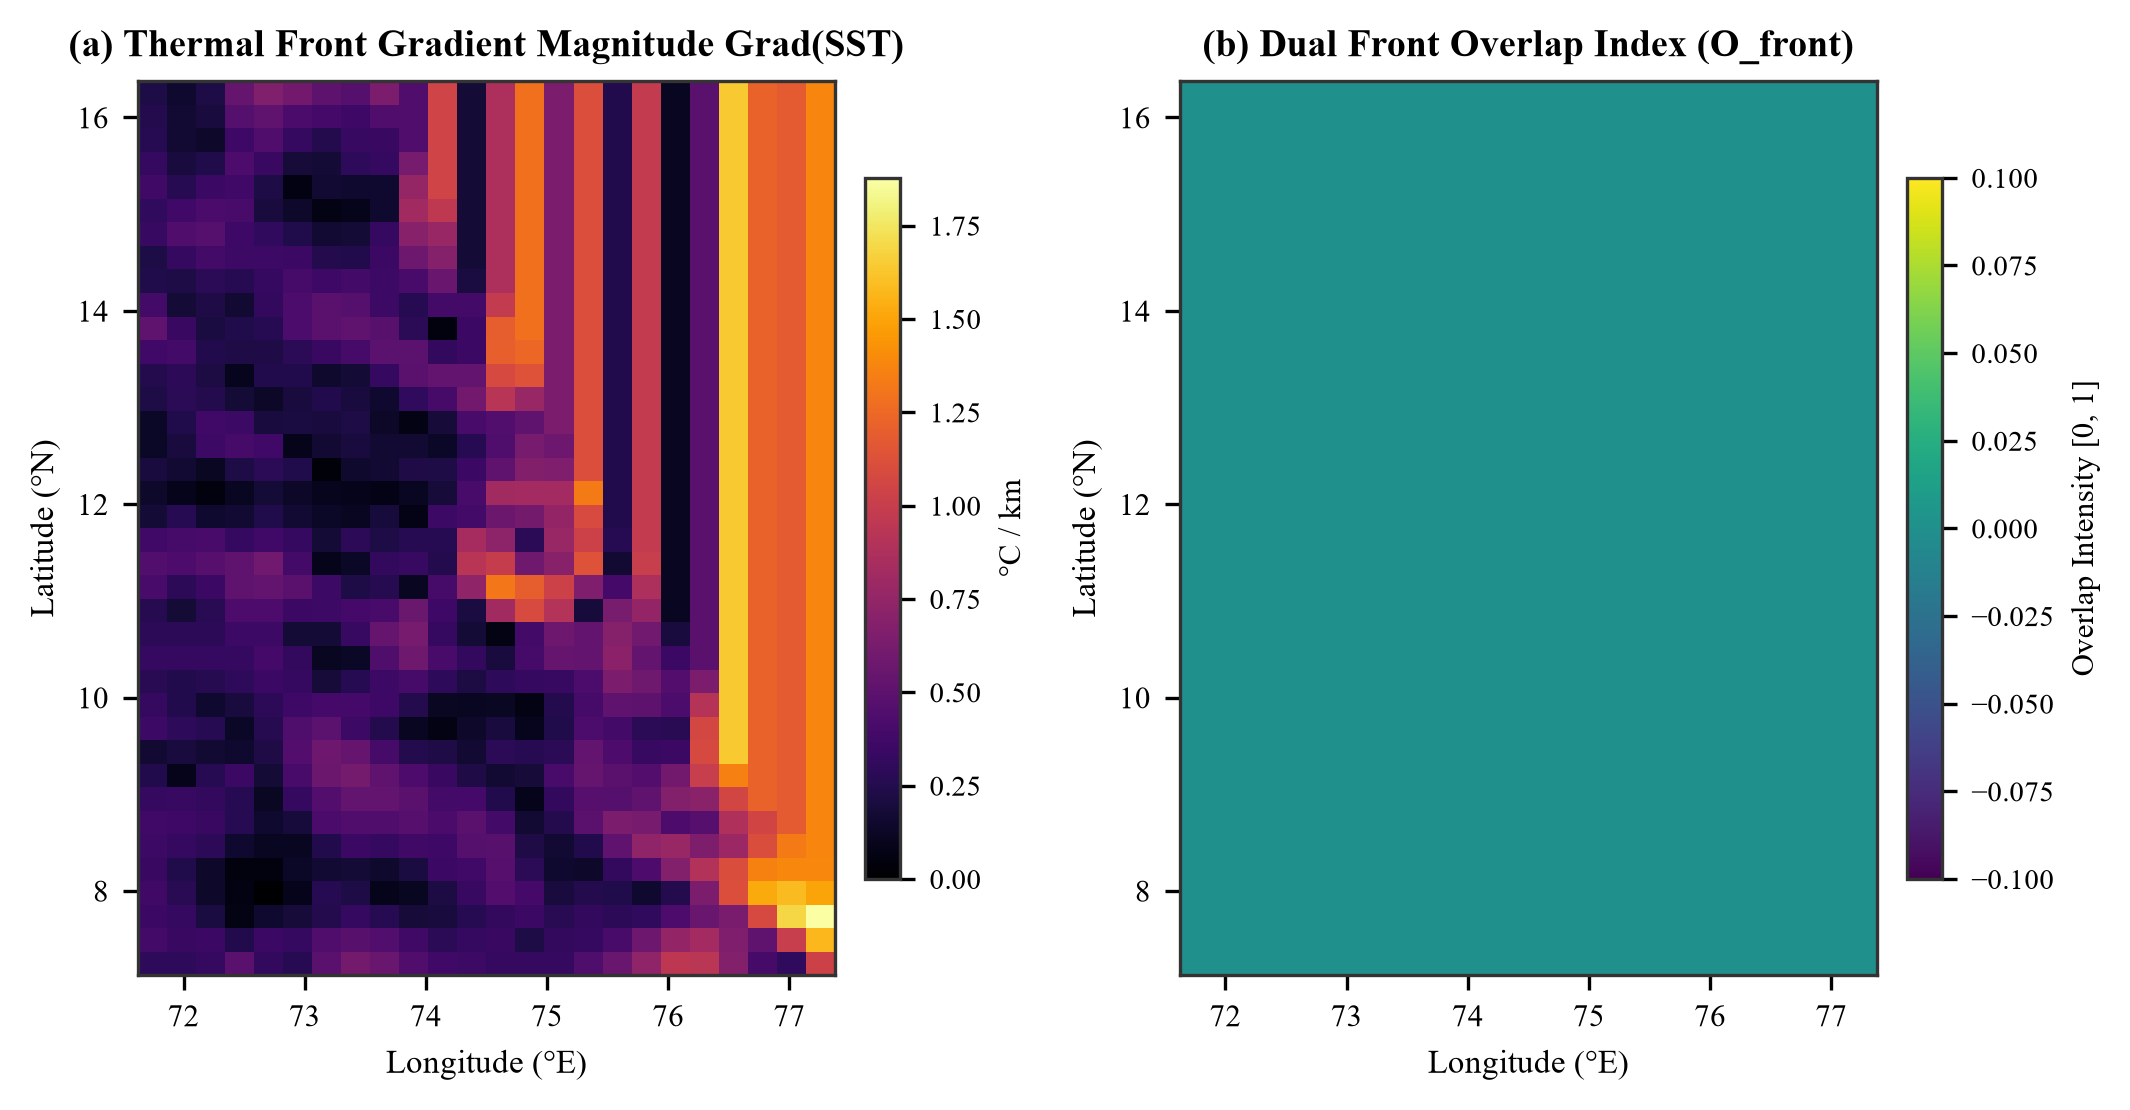 (a) Thermal Front Gradient Magnitude Grad(SST)
16
14
12
10
8
Latitude (°N)
72 73 74 75 76 77
Longitude (°E)
1.75
1.50
1.25
1.00
0.75
0.50
0.25
0.00
°C / km
(b) Dual Front Overlap Index (O_front)
16
14
12
10
8
Latitude (°N)
72 73 74 75 76 77
Longitude (°E)
0.100
0.075
0.050
0.025
0.000
−0.025
−0.050
−0.075
−0.100
Overlap Intensity [0, 1]